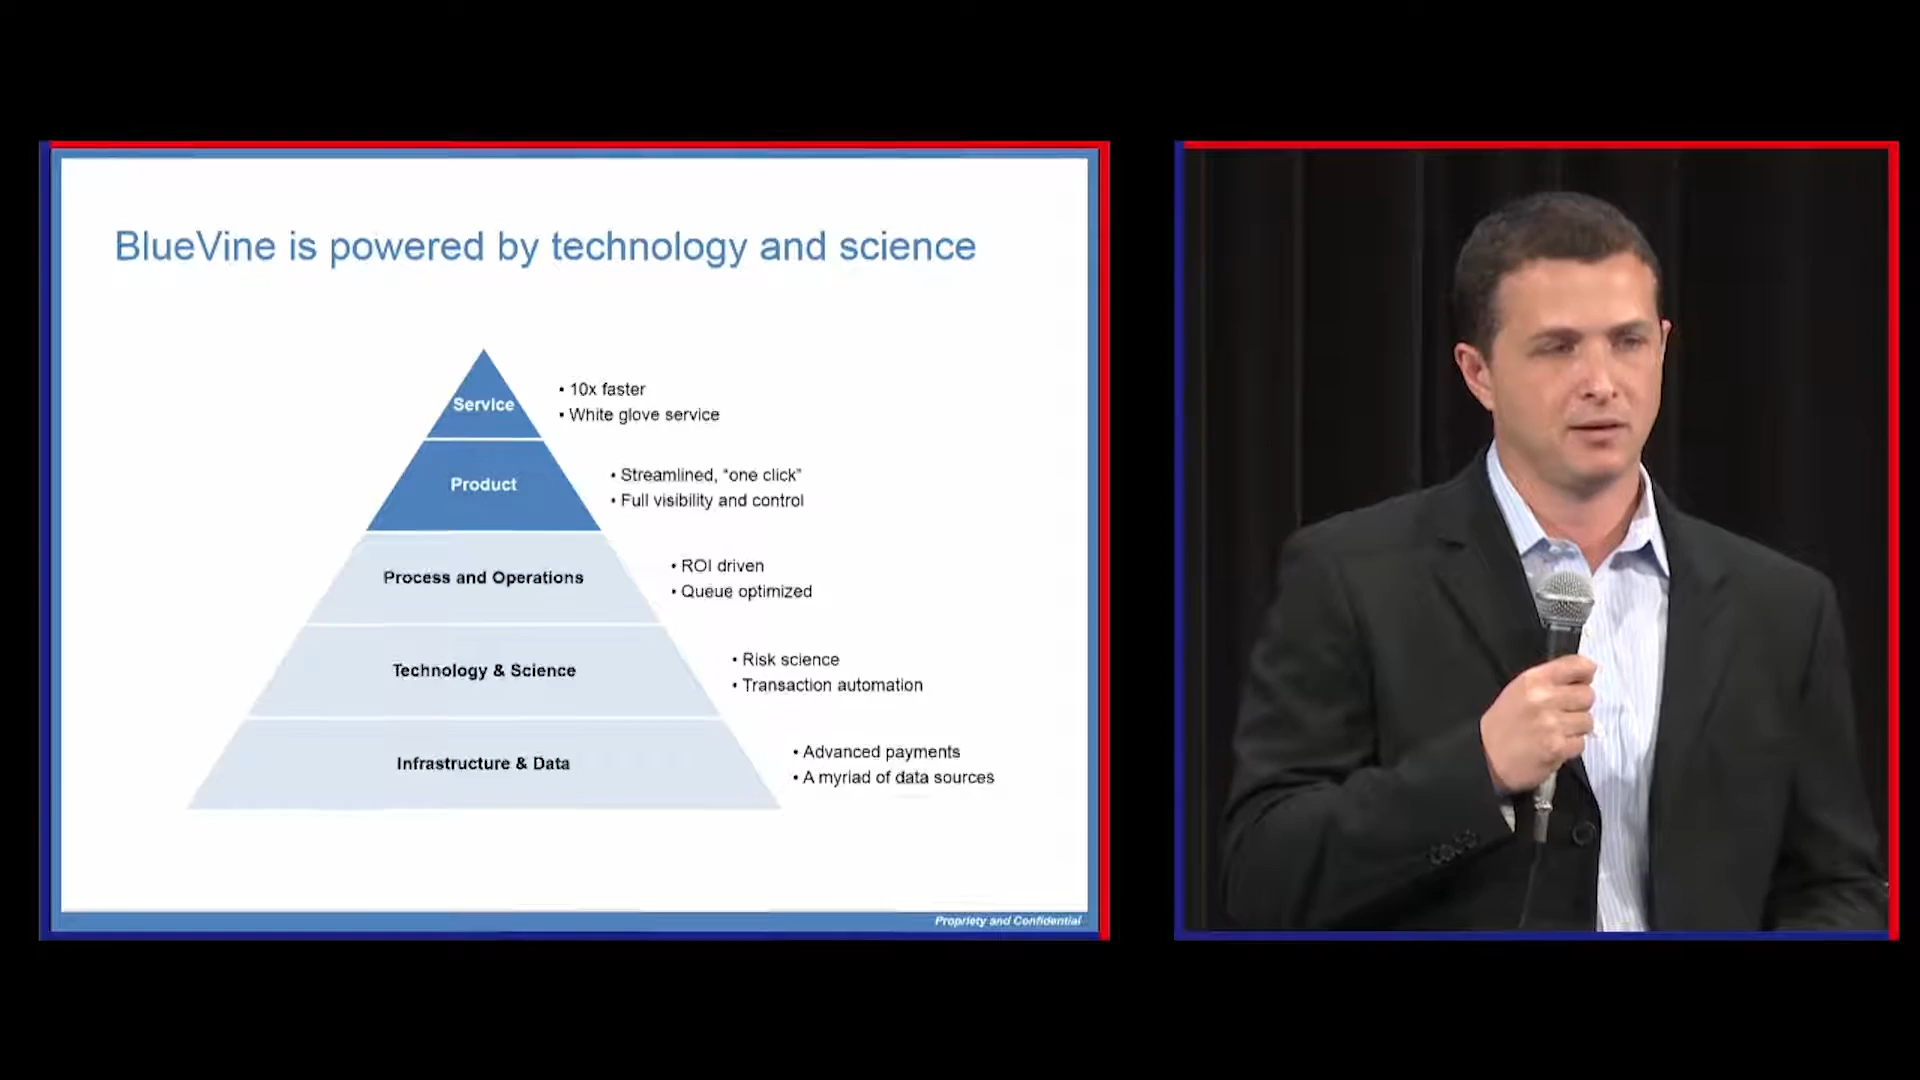 BlueVine is powered by technology and science
Service
• 10x faster
• White glove service
Product
• Streamlined, “one click”
• Full visibility and control
Process and Operations
• ROI driven
• Queue optimized
Technology & Science
• Risk science
• Transaction automation
Infrastructure & Data
• Advanced payments
• A myriad of data sources
Propriety and Confidential